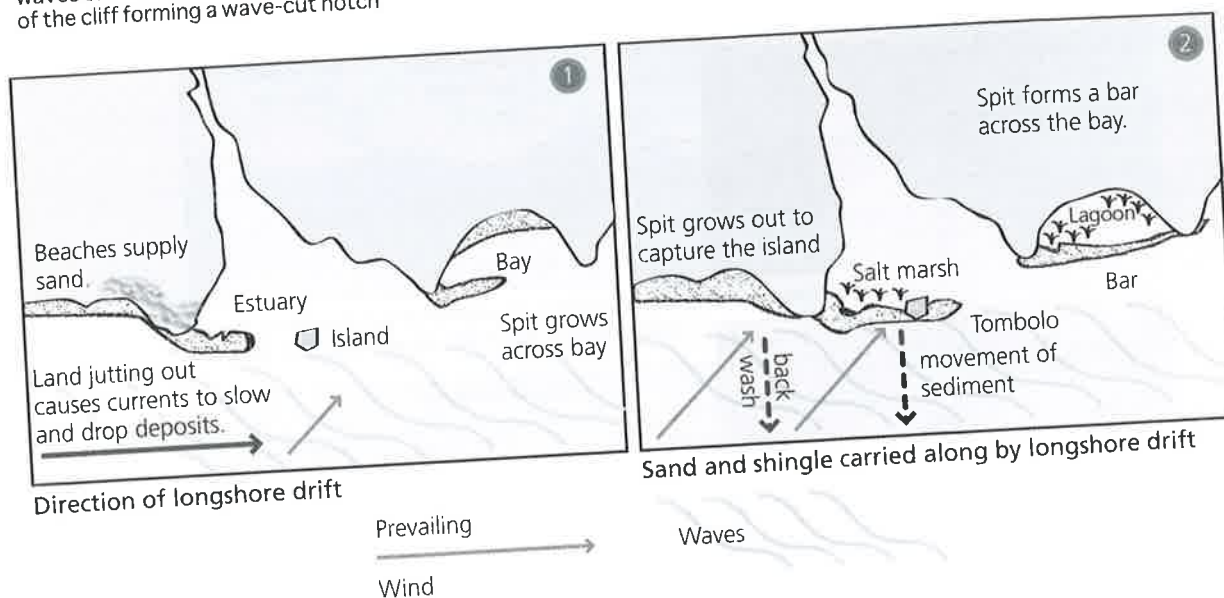 of the cliff forming a wave-cut notch
1
Beaches supply
sand.
Estuary
Island
Bay
Spit grows
across bay
Land jutting out
causes currents to slow
and drop deposits.
Direction of longshore drift
2
Spit forms a bar
across the bay.
Spit grows out to
capture the island
Salt marsh
Lagoon
Bar
Tombolo
movement of
sediment
back
wash
Sand and shingle carried along by longshore drift
Prevailing
Wind
Waves